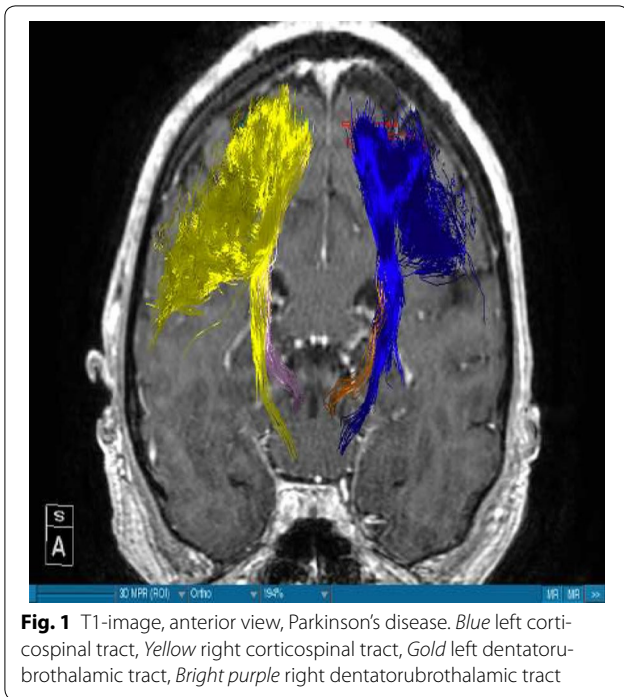 S
A
3D MPR (ROI) Ortho 194% MR MR >>
Fig. 1 T1-image, anterior view, Parkinson’s disease. Blue left corti-
cospinal tract, Yellow right corticospinal tract, Gold left dentatoru-
brothalamic tract, Bright purple right dentatorubrothalamic tract